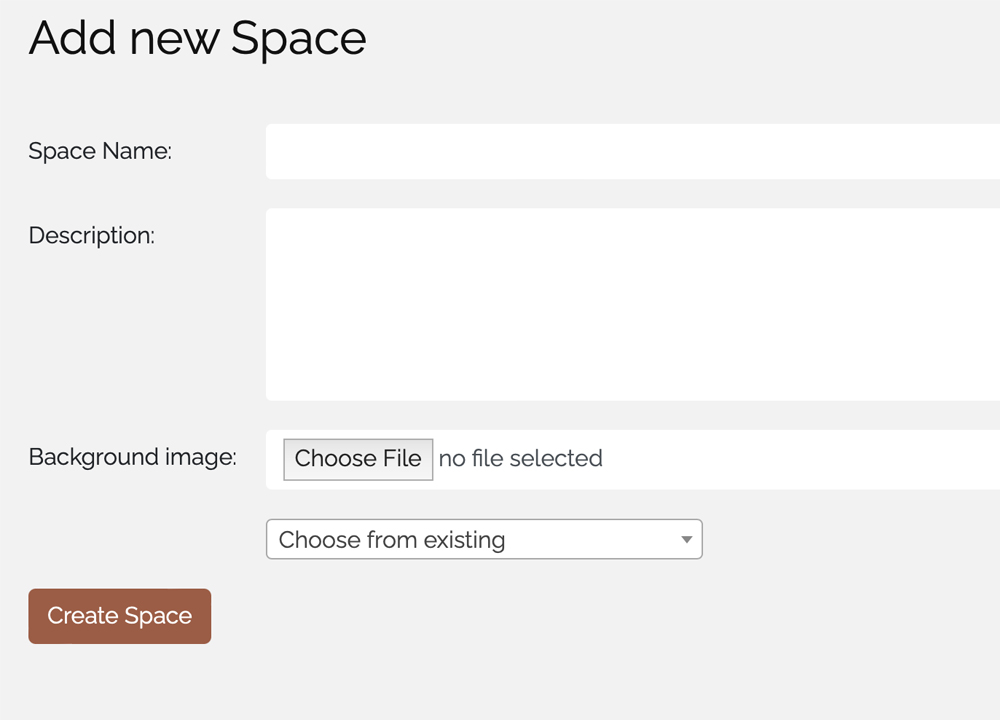 Add new Space
Space Name:
Description:
Background image:
Choose File no file selected
Choose from existing
Create Space